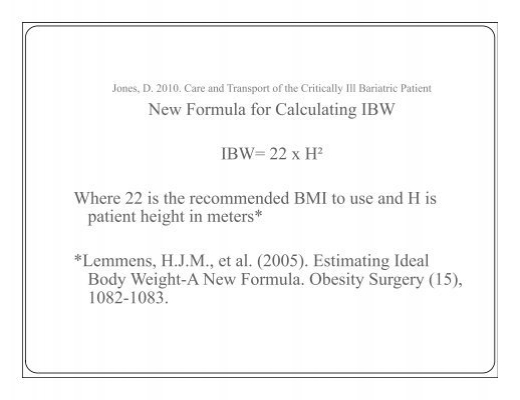 Jones, D. 2010. Care and Transport of the Critically Ill Bariatric Patient
New Formula for Calculating IBW
IBW= 22 x H²
Where 22 is the recommended BMI to use and H is
patient height in meters*
*Lemmens, H.J.M., et al. (2005). Estimating Ideal
Body Weight-A New Formula. Obesity Surgery (15),
1082-1083.